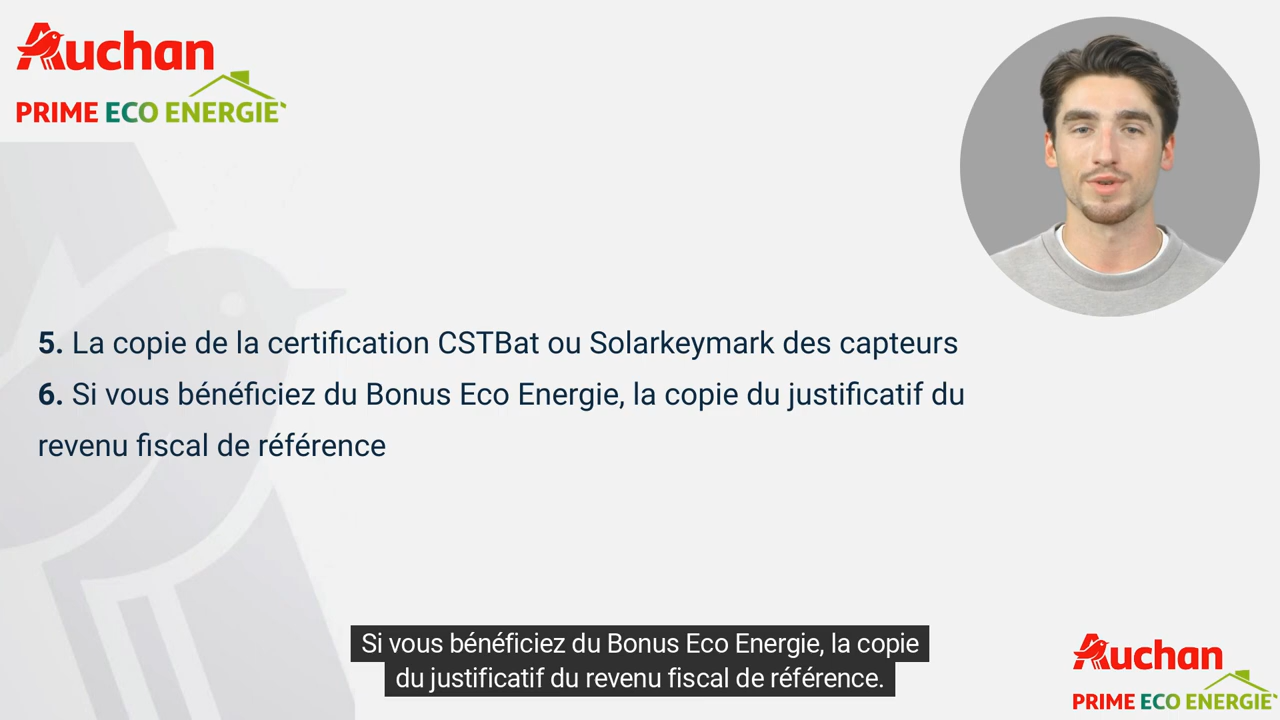 Auchan
PRIME ECO ENERGIE
5. La copie de la certification CSTBat ou Solarkeymark des capteurs
6. Si vous bénéficiez du Bonus Eco Energie, la copie du justificatif du
revenu fiscal de référence
Si vous bénéficiez du Bonus Eco Energie, la copie
du justificatif du revenu fiscal de référence.
Auchan
PRIME ECO ENERGIE